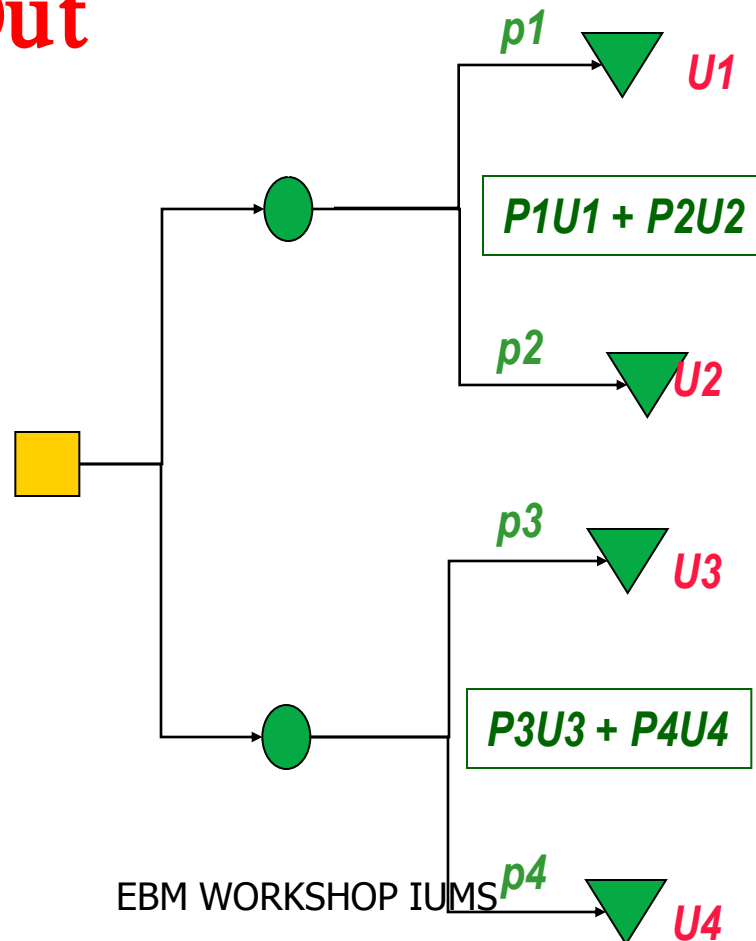 Out
p1
U1
P1U1 + P2U2
p2
U2
p3
U3
P3U3 + P4U4
p4
EBM WORKSHOP IUMS
U4